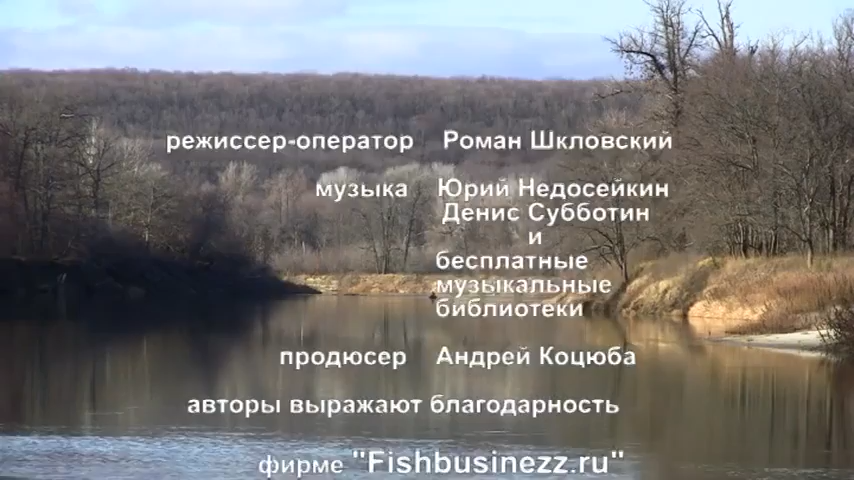 режиссер-оператор Роман Шкловский
музыка Юрий Недосейкин
Денис Субботин
и
бесплатные
музыкальные
библиотеки
продюсер Андрей Коцюба
авторы выражают благодарность
фирме "Fishbusinezz.ru"